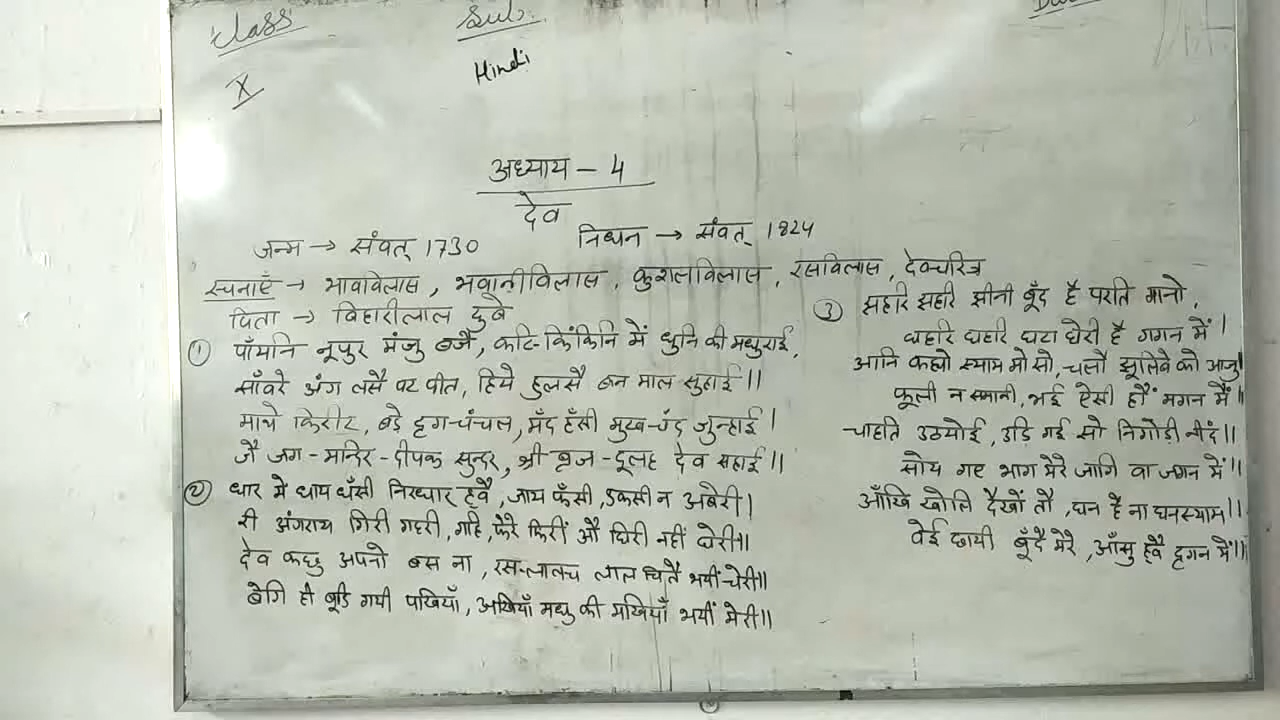 Class
Sub.
X
Hindi
अध्याय - 4
देव
जन्म → संवत् 1730
निधन → संवत् 1824
रचनाएँ → भावविलास, भवानीविलास, कुशलविलास, रसविलास, देवचरित्र
पिता → बिहारीलाल दुबे
① पाँयनि नूपुर मंजु बजै, कटि-किंकिनि में धुनि की मधुराई,
साँवरे अंग लसै पट पीत, हिये हुलसै बन माल सुहाई ||
माथे किरीट, बड़े दृग-चंचल, मँद हँसी मुख-चंद जुन्हाई |
जै जग-मन्दिर-दीपक सुन्दर, श्री ब्रज-दूलह देव सहाई ||
② धार में धाय धँसी निरधार ह्वै, जाय फँसी, उकसी न अबेरी |
री अंगराय गिरी गहरी, गहि, फेरे फिरीं औ घिरी नहीं घेरी ||
देव कछु अपनो बस ना, रस-लालच लाल चितै भयीं चेरी ||
बेगि ही बूड़ि गयी पखियाँ, अखियाँ मधु की मखियाँ भयीं मेरी ||
③ झहरि झहरि झीनी बूँद है परति मानो,
घहरि घहरि घटा घेरी है गगन में |
आनि कह्यो स्याम मो सो, चलौ झूलिवे को आजु |
फूली न समानी, भई ऐसी हौं मगन मैं ||
चाहति उठयोई, उड़ि गई सो निगोड़ी नींद ||
सोय गए भाग मेरे जागि वा जगन में ||
आँखि खोलि देखों तौ, घन है ना घनस्याम ||
वेई छायी बूँदै मेरे, आँसु ह्वै दृगन में ||